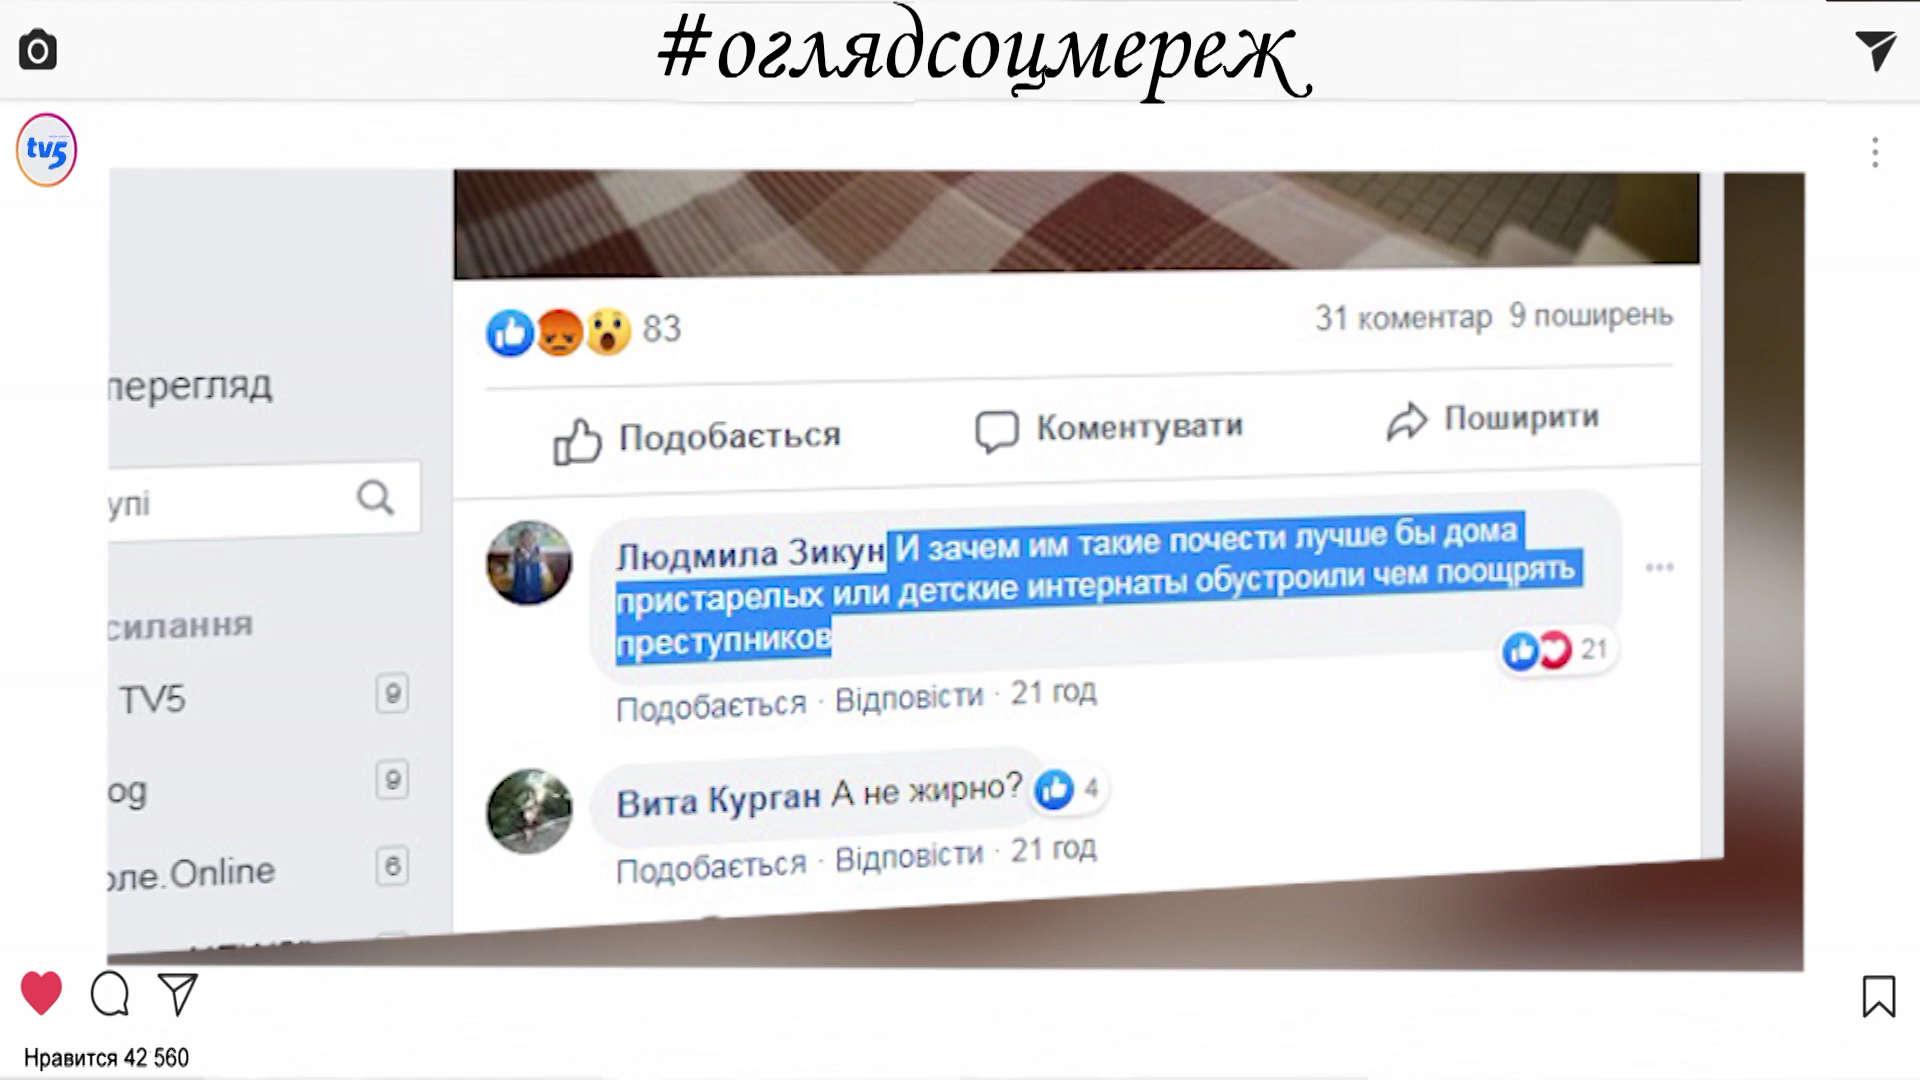 #оглядсоцмереж
tv5
перегляд
упі
силання
TV5 9
og 9
оле.Online 6
83
31 коментар 9 поширень
Подобається Коментувати Поширити
Людмила Зикун И зачем им такие почести лучше бы дома
пристарелых или детские интернаты обустроили чем поощрять
преступников
21
Подобається · Відповісти · 21 год
Вита Курган А не жирно? 4
Подобається · Відповісти · 21 год
Нравится 42 560